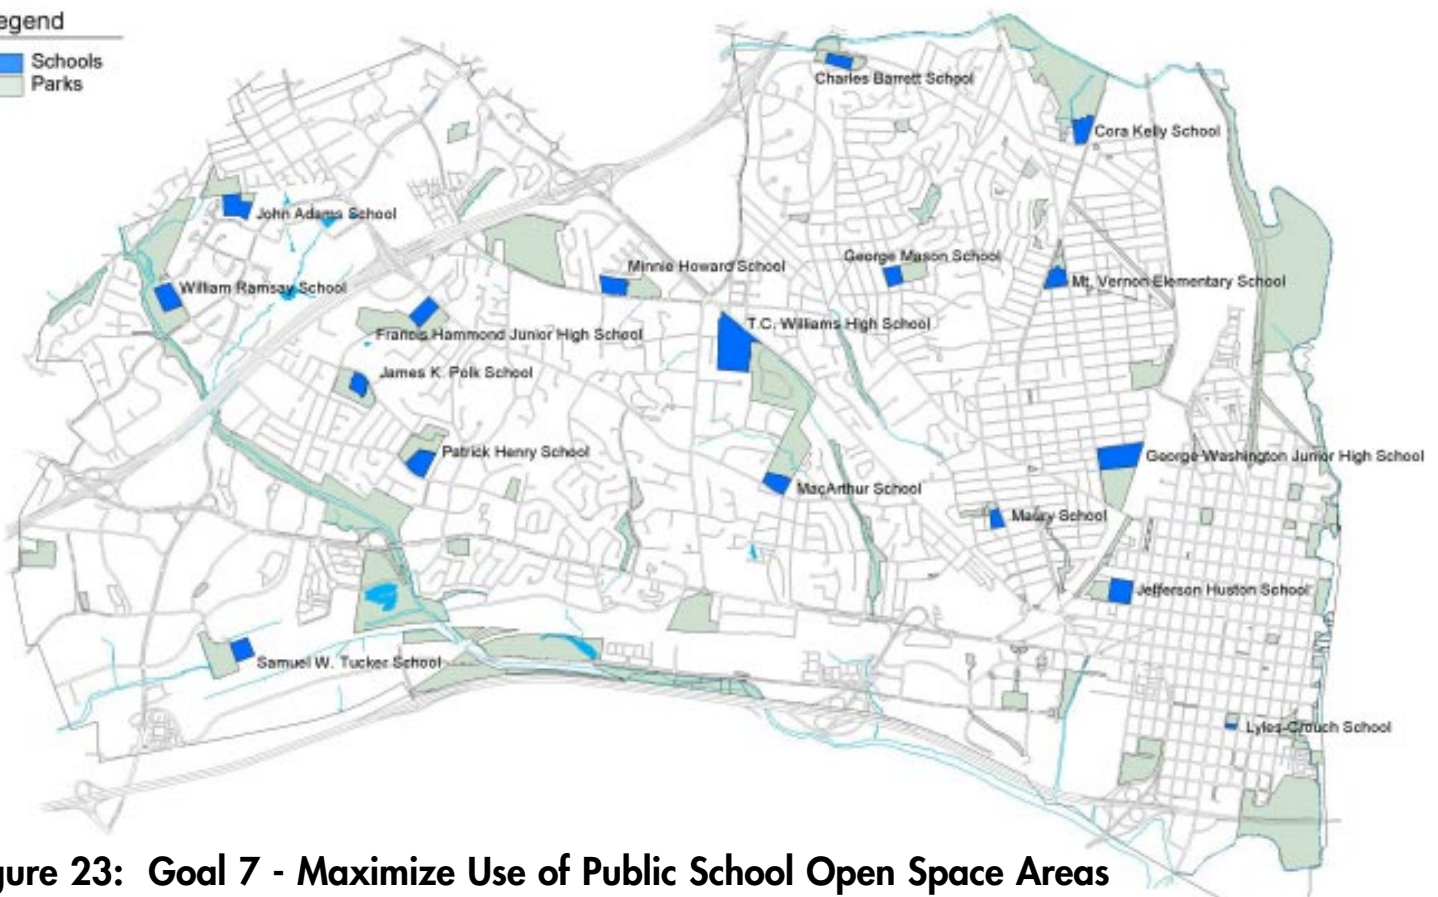 egend
Schools
Parks
Charles Barrett School
Cora Kelly School
John Adams School
Minnie Howard School
George Mason School
William Ramsay School
Mt. Vernon Elementary School
T.C. Williams High School
Francis Hammond Junior High School
James K. Polk School
Patrick Henry School
George Washington Junior High School
MacArthur School
Maury School
Jefferson Huston School
Samuel W. Tucker School
Lyles-Crouch School
gure 23: Goal 7 - Maximize Use of Public School Open Space Areas